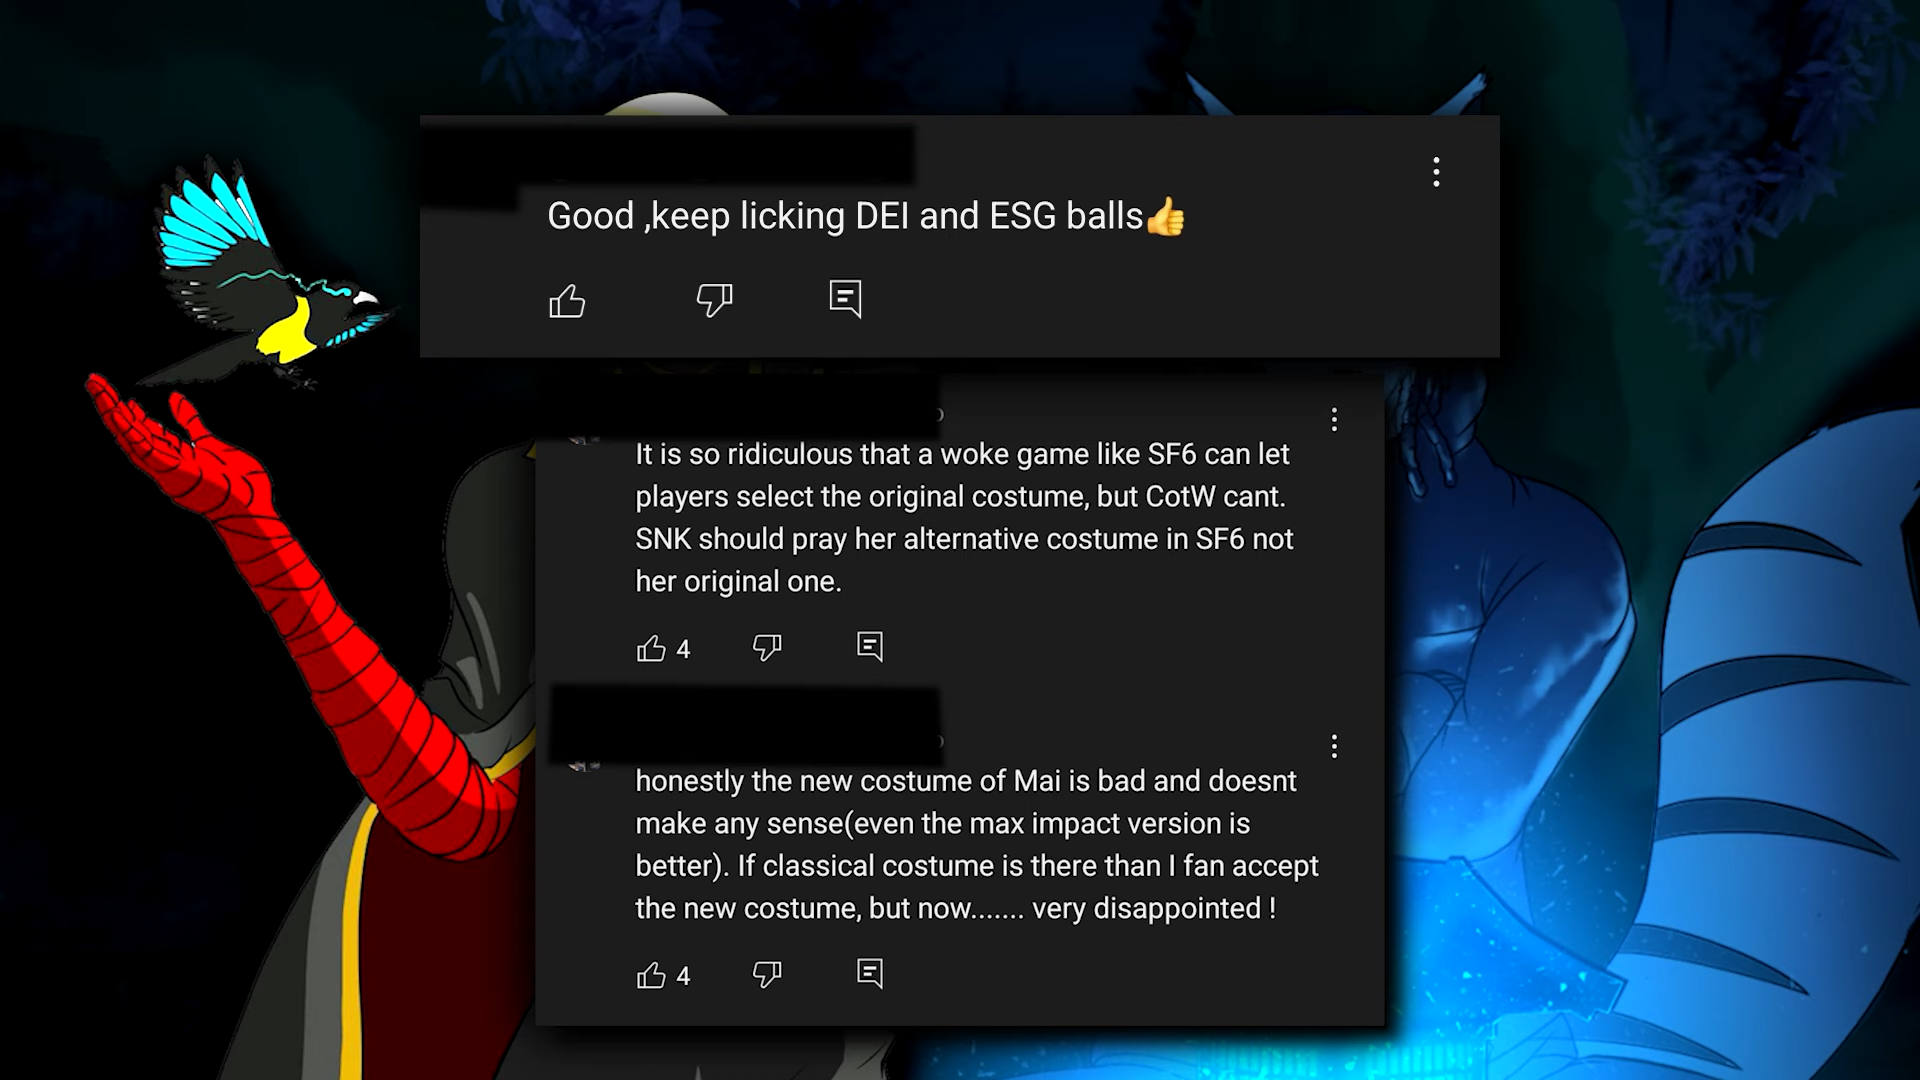 Good ,keep licking DEI and ESG balls👍
It is so ridiculous that a woke game like SF6 can let
players select the original costume, but CotW cant.
SNK should pray her alternative costume in SF6 not
her original one.
4
honestly the new costume of Mai is bad and doesnt
make any sense(even the max impact version is
better). If classical costume is there than I fan accept
the new costume, but now....... very disappointed !
4